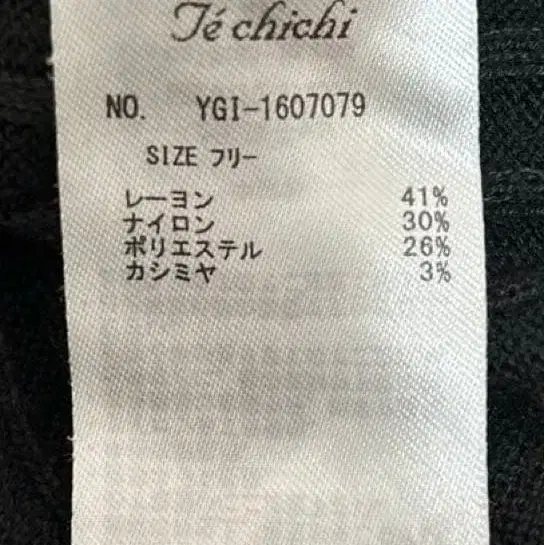 Té chichi
NO. YGI-1607079
SIZE フリー
レーヨン 41%
ナイロン 30%
ポリエステル 26%
カシミヤ 3%